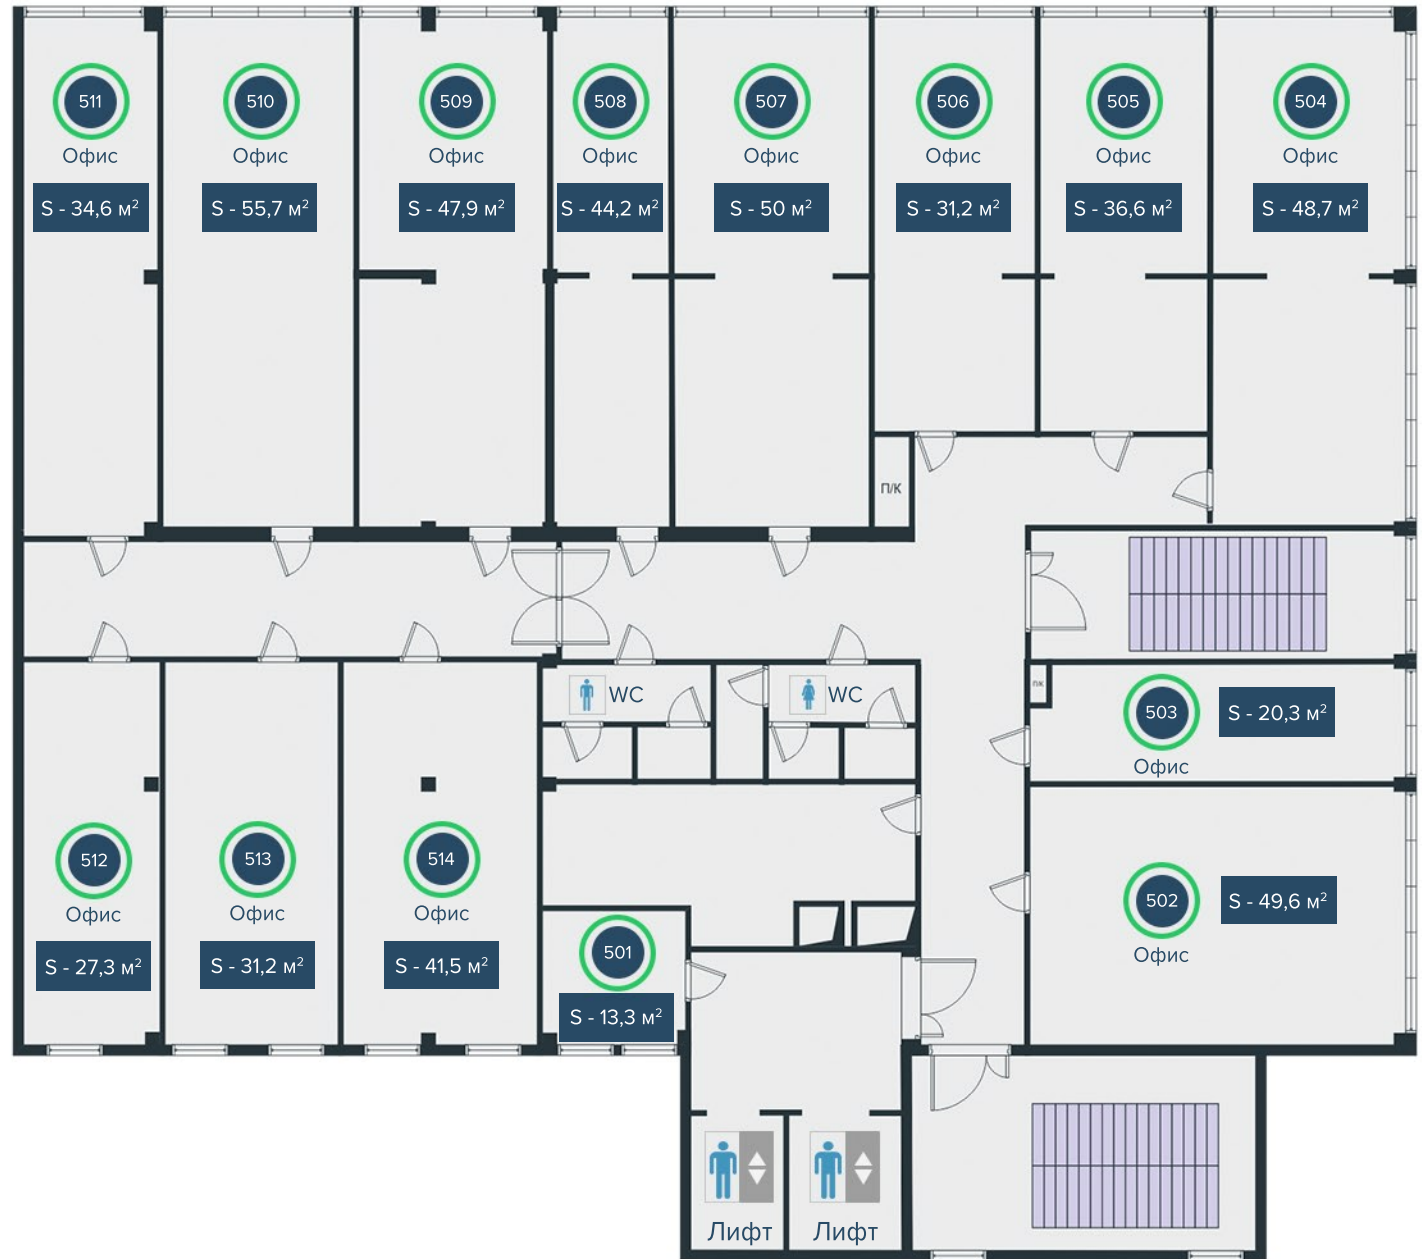 511
Офис
S - 34,6 м²
510
Офис
S - 55,7 м²
509
Офис
S - 47,9 м²
508
Офис
S - 44,2 м²
507
Офис
S - 50 м²
506
Офис
S - 31,2 м²
505
Офис
S - 36,6 м²
504
Офис
S - 48,7 м²
П/К
WC
WC
П/К
503
Офис
S - 20,3 м²
512
Офис
S - 27,3 м²
513
Офис
S - 31,2 м²
514
Офис
S - 41,5 м²
501
S - 13,3 м²
502
Офис
S - 49,6 м²
Лифт
Лифт